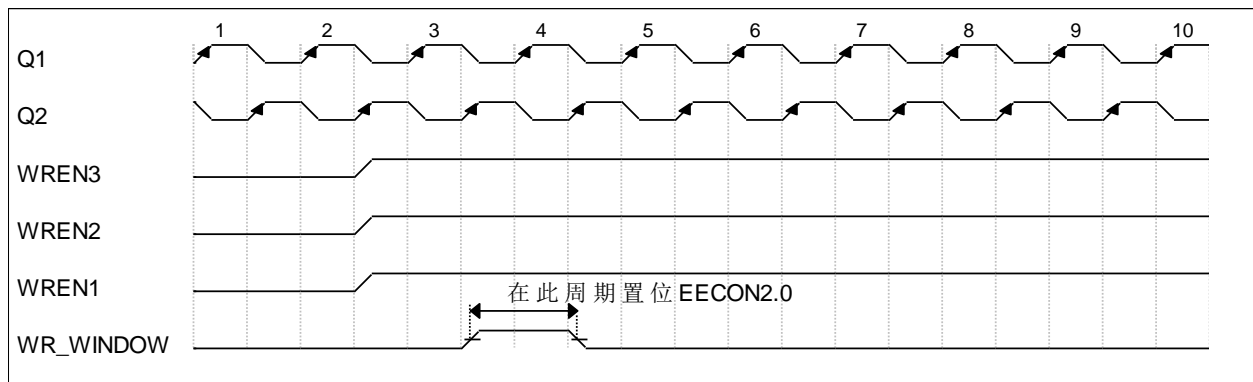 1 2 3 4 5 6 7 8 9 10
Q1
Q2
WREN3
WREN2
WREN1
在此周期置位EECON2.0
WR_WINDOW